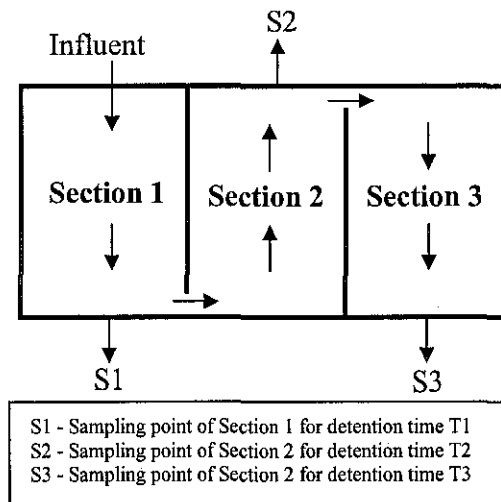 S2
Influent
Section 1
Section 2
Section 3
S1
S3
S1 - Sampling point of Section 1 for detention time T1
S2 - Sampling point of Section 2 for detention time T2
S3 - Sampling point of Section 2 for detention time T3